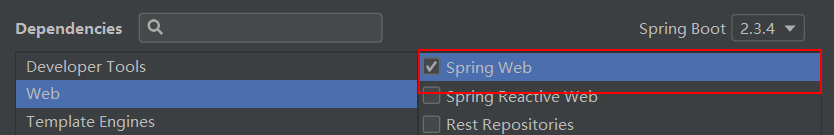 Dependencies Spring Boot 2.3.4
Developer Tools
Web
Template Engines
Spring Web
Spring Reactive Web
Rest Repositories